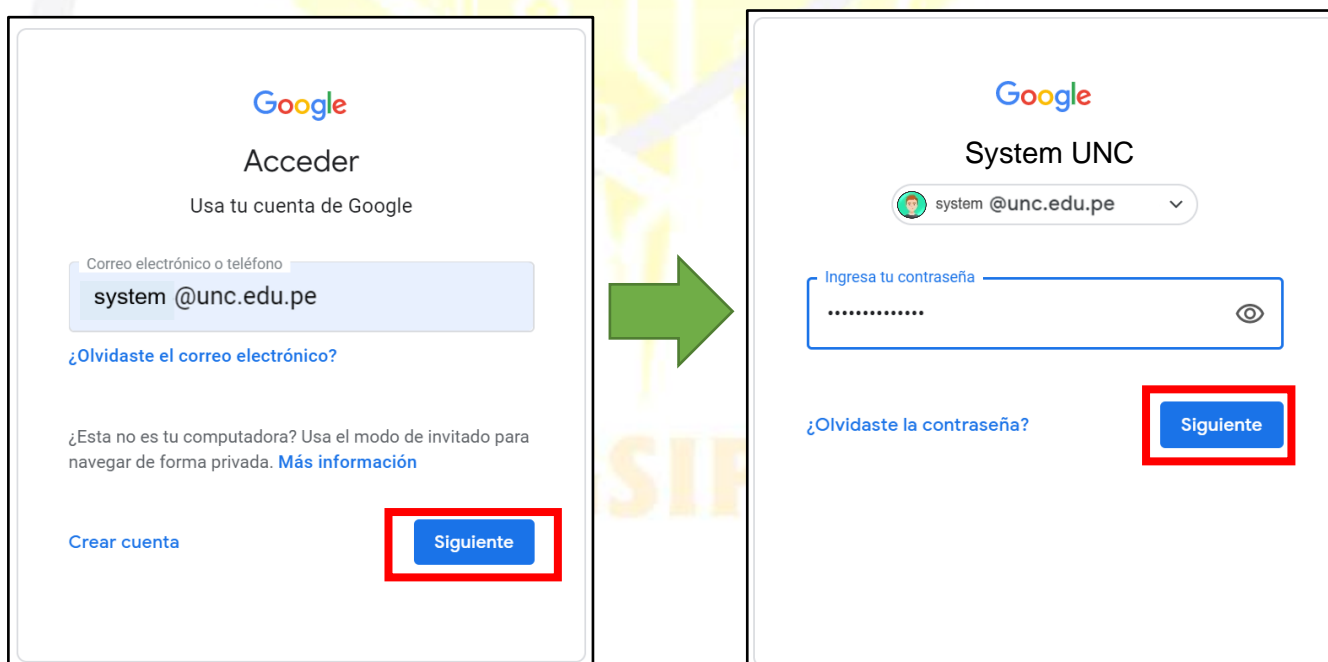 Google
Acceder
Usa tu cuenta de Google
Correo electrónico o teléfono
system @unc.edu.pe
¿Olvidaste el correo electrónico?
¿Esta no es tu computadora? Usa el modo de invitado para
navegar de forma privada. Más información
Crear cuenta
Siguiente
Google
System UNC
system @unc.edu.pe
Ingresa tu contraseña
••••••••••••••
¿Olvidaste la contraseña?
Siguiente